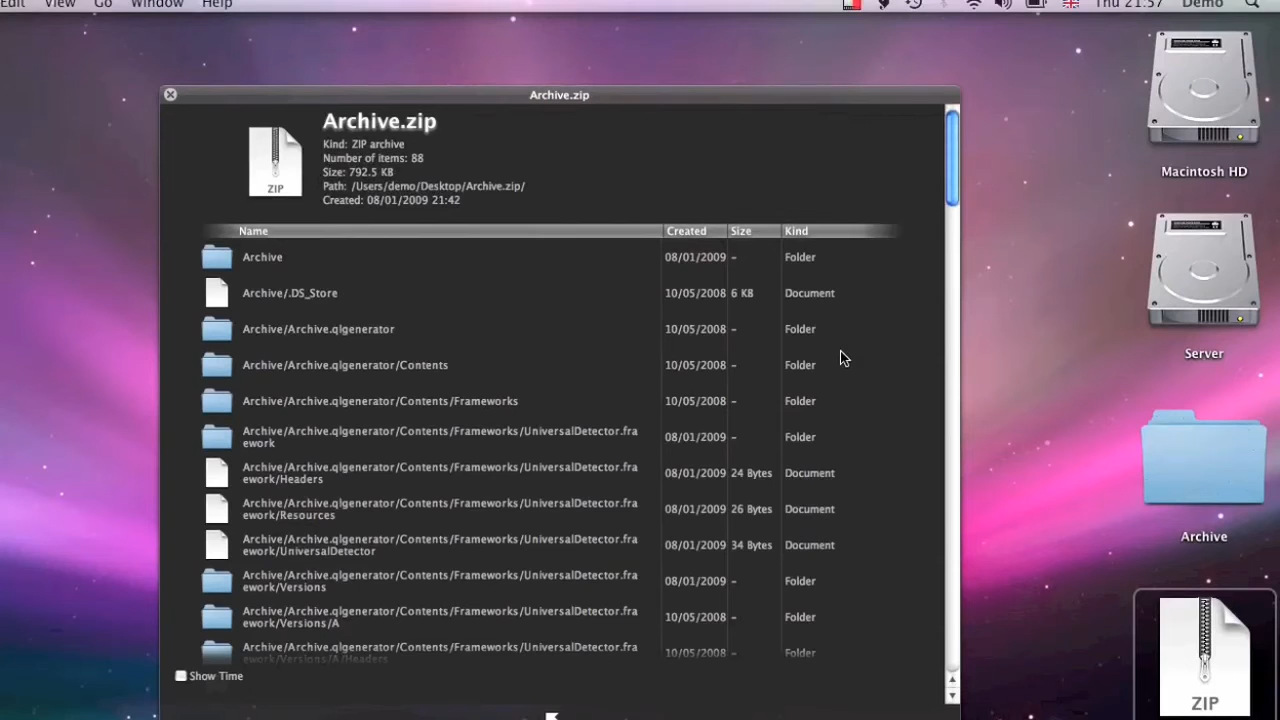 Edit View Go Window Help Thu 21:57 Demo
Archive.zip
Archive.zip
Kind: ZIP archive
Number of items: 88
Size: 792.5 KB
Path: /Users/demo/Desktop/Archive.zip/
Created: 08/01/2009 21:42
ZIP
Name Created Size Kind
Archive 08/01/2009 – Folder
Archive/.DS_Store 10/05/2008 6 KB Document
Archive/Archive.qlgenerator 10/05/2008 – Folder
Archive/Archive.qlgenerator/Contents 10/05/2008 – Folder
Archive/Archive.qlgenerator/Contents/Frameworks 10/05/2008 – Folder
Archive/Archive.qlgenerator/Contents/Frameworks/UniversalDetector.fra
ework 08/01/2009 – Folder
Archive/Archive.qlgenerator/Contents/Frameworks/UniversalDetector.fra
ework/Headers 08/01/2009 24 Bytes Document
Archive/Archive.qlgenerator/Contents/Frameworks/UniversalDetector.fra
ework/Resources 08/01/2009 26 Bytes Document
Archive/Archive.qlgenerator/Contents/Frameworks/UniversalDetector.fra
ework/UniversalDetector 08/01/2009 34 Bytes Document
Archive/Archive.qlgenerator/Contents/Frameworks/UniversalDetector.fra
ework/Versions 08/01/2009 – Folder
Archive/Archive.qlgenerator/Contents/Frameworks/UniversalDetector.fra
ework/Versions/A 10/05/2008 – Folder
Archive/Archive.qlgenerator/Contents/Frameworks/UniversalDetector.fra
ework/Versions/A/Headers 10/05/2008 – Folder
Show Time
Macintosh HD
Server
Archive
ZIP